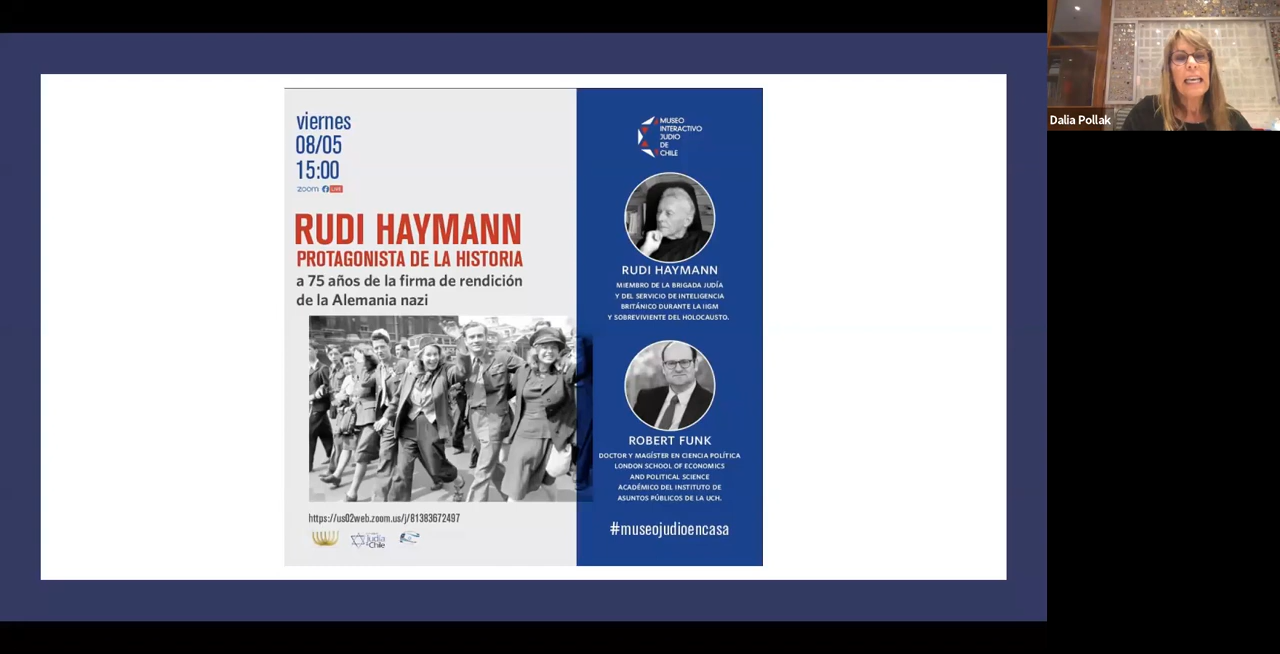 viernes
08/05
15:00
zoom LIVE
RUDI HAYMANN
PROTAGONISTA DE LA HISTORIA
a 75 años de la firma de rendición
de la Alemania nazi
https://us02web.zoom.us/j/81383672497
Judía
Chile
MUSEO
INTERACTIVO
JUDIO
DE
CHILE
RUDI HAYMANN
MIEMBRO DE LA BRIGADA JUDÍA
Y DEL SERVICIO DE INTELIGENCIA
BRITÁNICO DURANTE LA IIGM
Y SOBREVIVIENTE DEL HOLOCAUSTO.
ROBERT FUNK
DOCTOR Y MAGÍSTER EN CIENCIA POLÍTICA
LONDON SCHOOL OF ECONOMICS
AND POLITICAL SCIENCE
ACADÉMICO DEL INSTITUTO DE
ASUNTOS PÚBLICOS DE LA UCH.
#museojudioencasa
Dalia Pollak